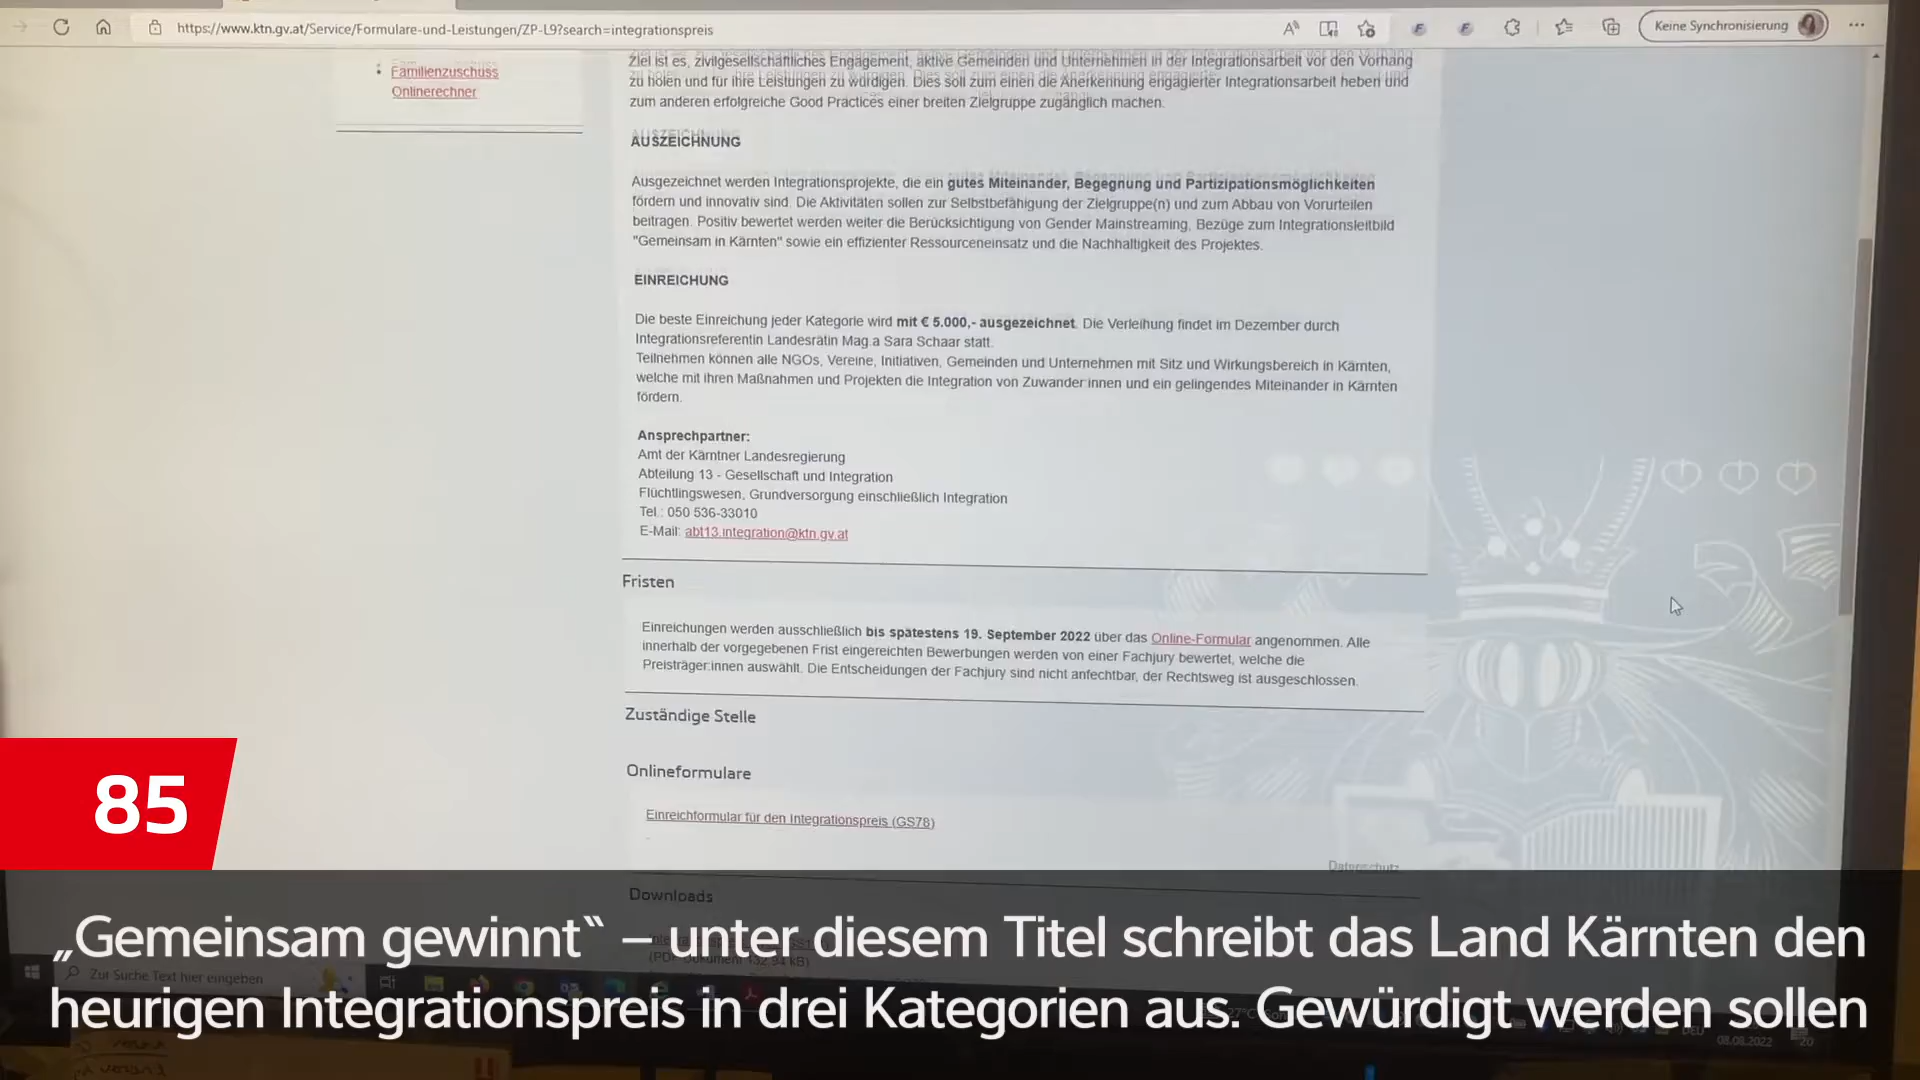 https://www.ktn.gv.at/Service/Formulare-und-Leistungen/ZP-L9?search=integrationspreis
Keine Synchronisierung
Familienzuschuss
Onlinerechner
Ziel ist es, zivilgesellschaftliches Engagement, aktive Gemeinden und Unternehmen in der Integrationsarbeit vor den Vorhang
zu holen und für ihre Leistungen zu würdigen. Dies soll zum einen die Anerkennung engagierter Integrationsarbeit heben und
zum anderen erfolgreiche Good Practices einer breiten Zielgruppe zugänglich machen.
AUSZEICHNUNG
Ausgezeichnet werden Integrationsprojekte, die ein gutes Miteinander, Begegnung und Partizipationsmöglichkeiten
fördern und innovativ sind. Die Aktivitäten sollen zur Selbstbefähigung der Zielgruppe(n) und zum Abbau von Vorurteilen
beitragen. Positiv bewertet werden weiter die Berücksichtigung von Gender Mainstreaming, Bezüge zum Integrationsleitbild
"Gemeinsam in Kärnten" sowie ein effizienter Ressourceneinsatz und die Nachhaltigkeit des Projektes.
EINREICHUNG
Die beste Einreichung jeder Kategorie wird mit € 5.000,- ausgezeichnet. Die Verleihung findet im Dezember durch
Integrationsreferentin Landesrätin Mag.a Sara Schaar statt.
Teilnehmen können alle NGOs, Vereine, Initiativen, Gemeinden und Unternehmen mit Sitz und Wirkungsbereich in Kärnten,
welche mit ihren Maßnahmen und Projekten die Integration von Zuwander:innen und ein gelingendes Miteinander in Kärnten
fördern.
Ansprechpartner:
Amt der Kärntner Landesregierung
Abteilung 13 - Gesellschaft und Integration
Flüchtlingswesen, Grundversorgung einschließlich Integration
Tel.: 050 536-33010
E-Mail: abt13.integration@ktn.gv.at
Fristen
Einreichungen werden ausschließlich bis spätestens 19. September 2022 über das Online-Formular angenommen. Alle
innerhalb der vorgegebenen Frist eingereichten Bewerbungen werden von einer Fachjury bewertet, welche die
Preisträger:innen auswählt. Die Entscheidungen der Fachjury sind nicht anfechtbar, der Rechtsweg ist ausgeschlossen.
Zuständige Stelle
Onlineformulare
Einreichformular für den Integrationspreis (GS78)
Datenschutz
Downloads
85
„Gemeinsam gewinnt“ – unter diesem Titel schreibt das Land Kärnten den
heurigen Integrationspreis in drei Kategorien aus. Gewürdigt werden sollen
Zur Suche Text hier eingeben
08.08.2022